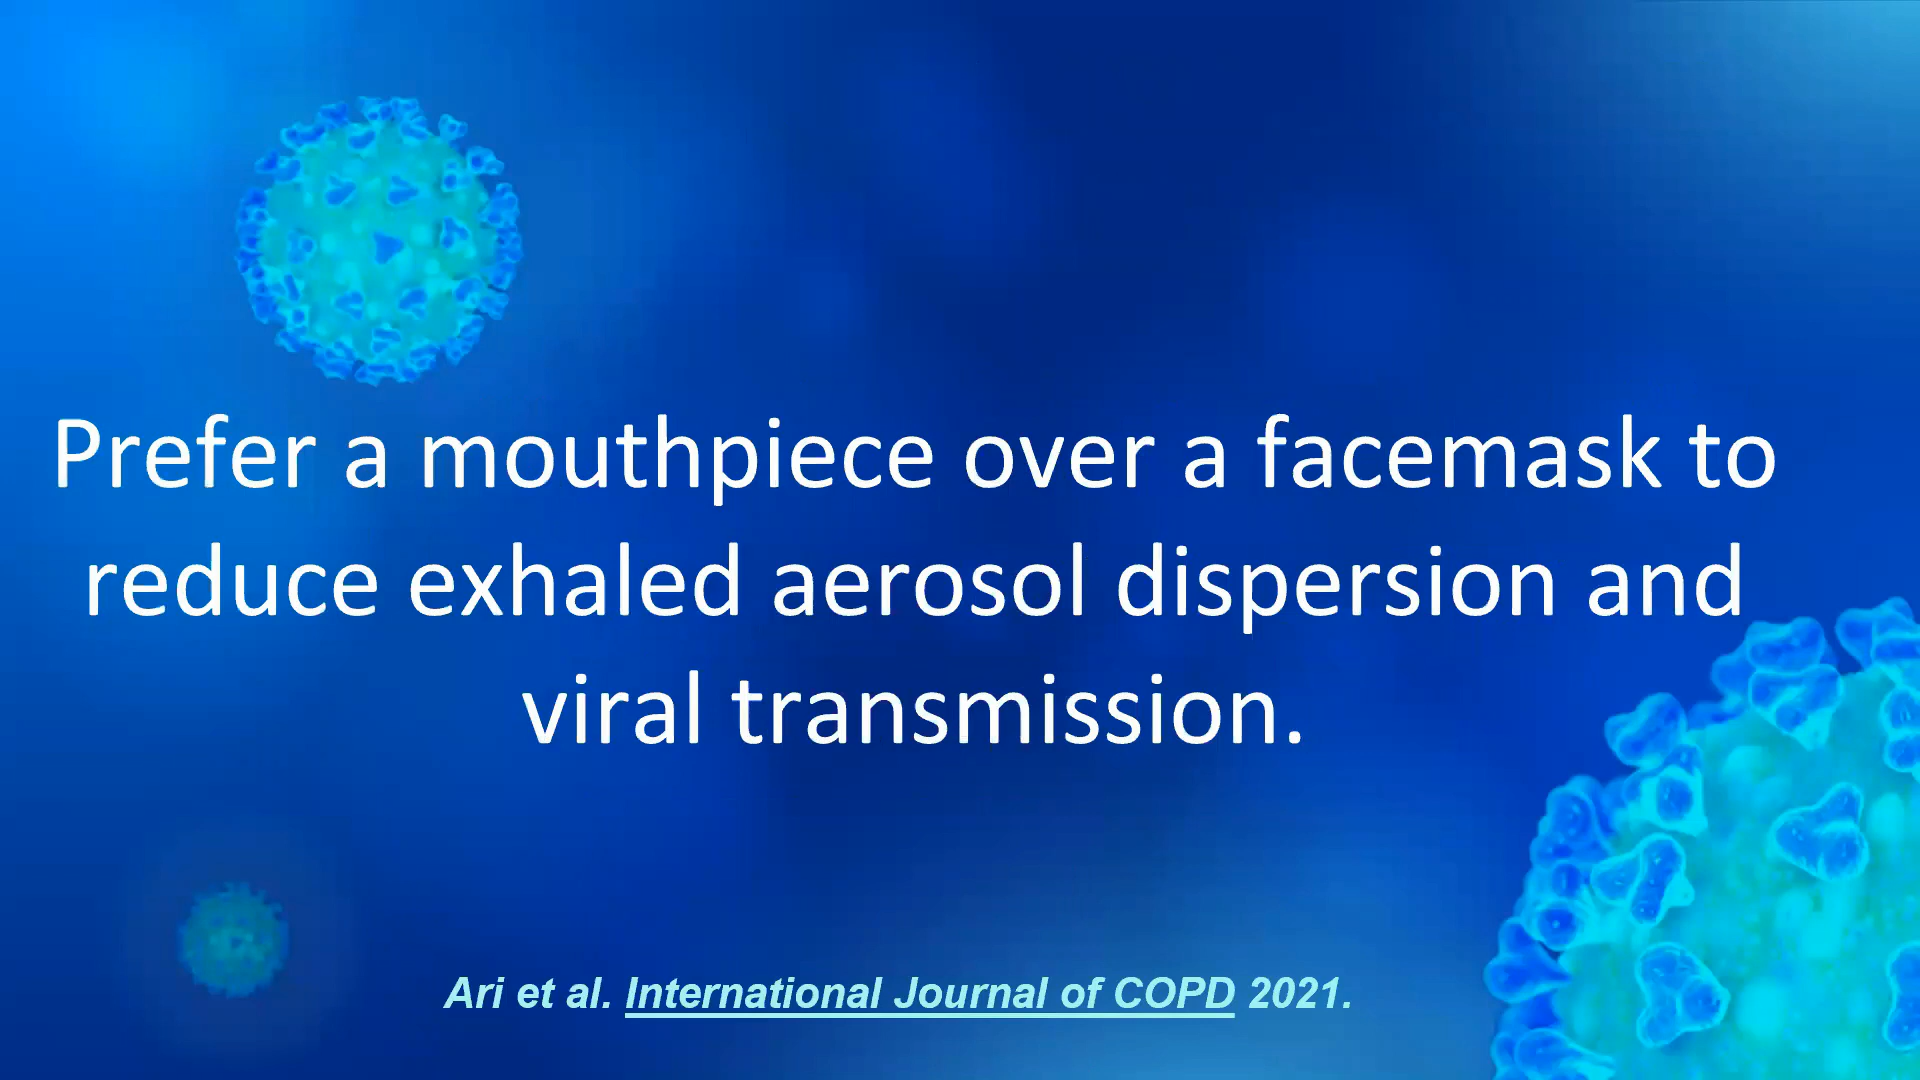 Prefer a mouthpiece over a facemask to
reduce exhaled aerosol dispersion and
viral transmission.
Ari et al. International Journal of COPD 2021.